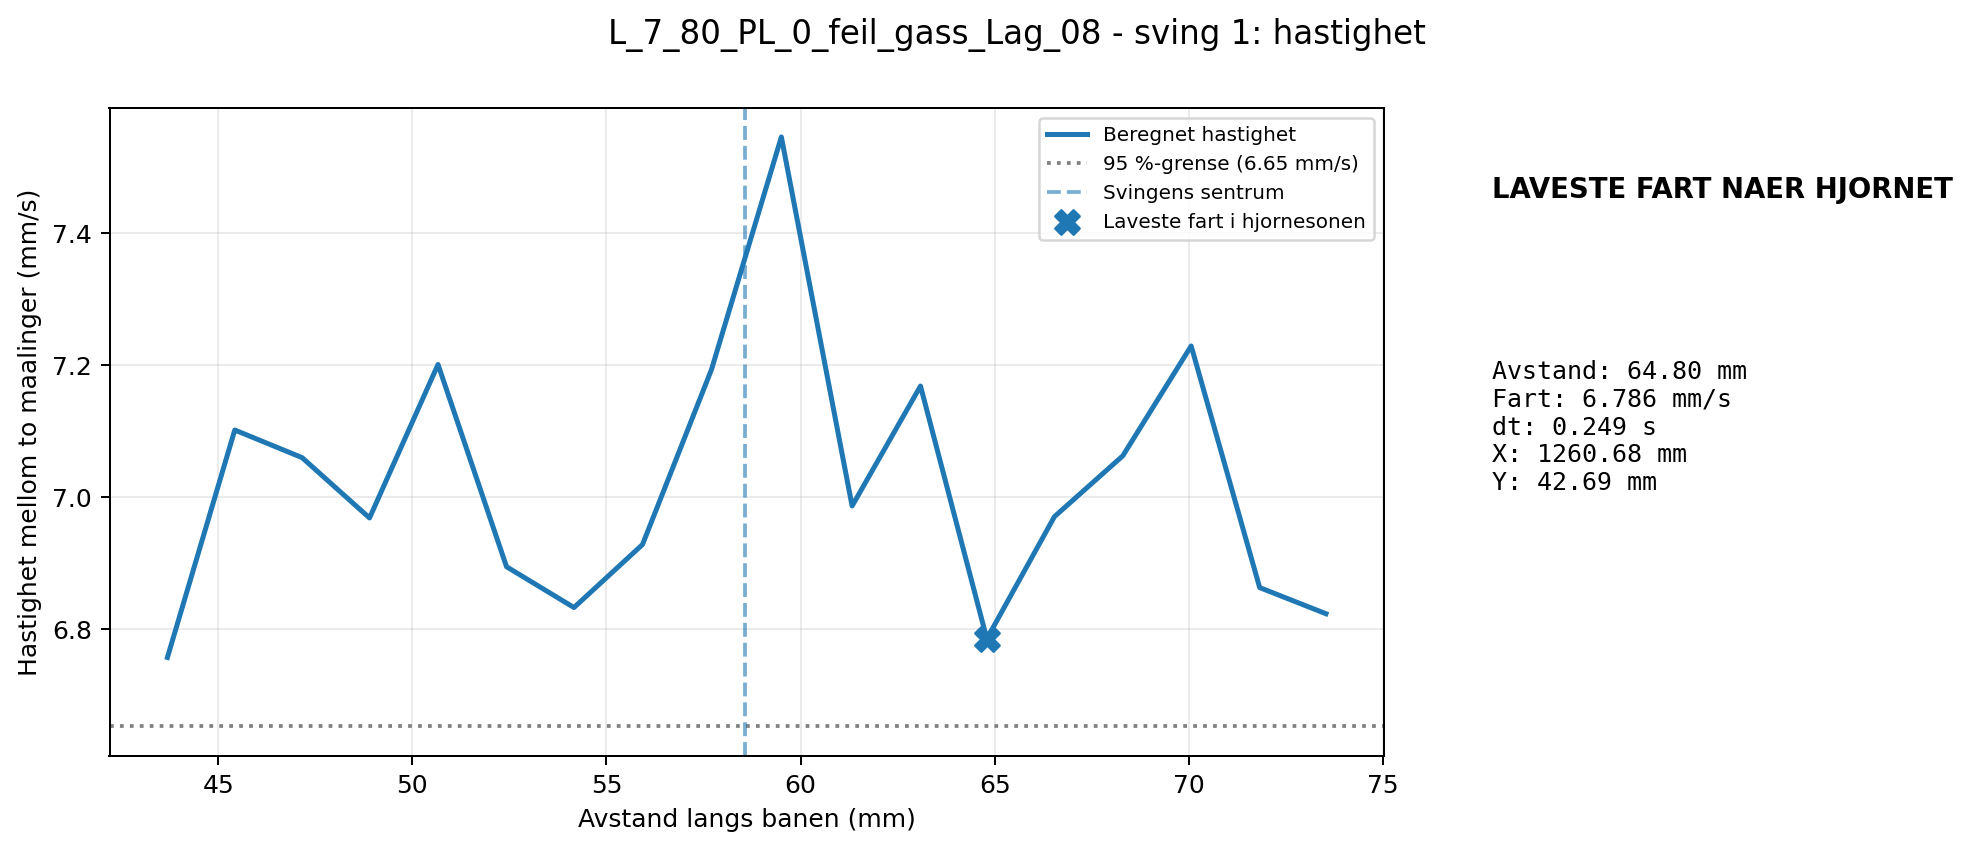 L_7_80_PL_0_feil_gass_Lag_08 - sving 1: hastighet
Hastighet mellom to maalinger (mm/s)
7.4
7.2
7.0
6.8
Beregnet hastighet
95 %-grense (6.65 mm/s)
Svingens sentrum
Laveste fart i hjornesonen
45 50 55 60 65 70 75
Avstand langs banen (mm)
LAVESTE FART NAER HJORNET
Avstand: 64.80 mm
Fart: 6.786 mm/s
dt: 0.249 s
X: 1260.68 mm
Y: 42.69 mm